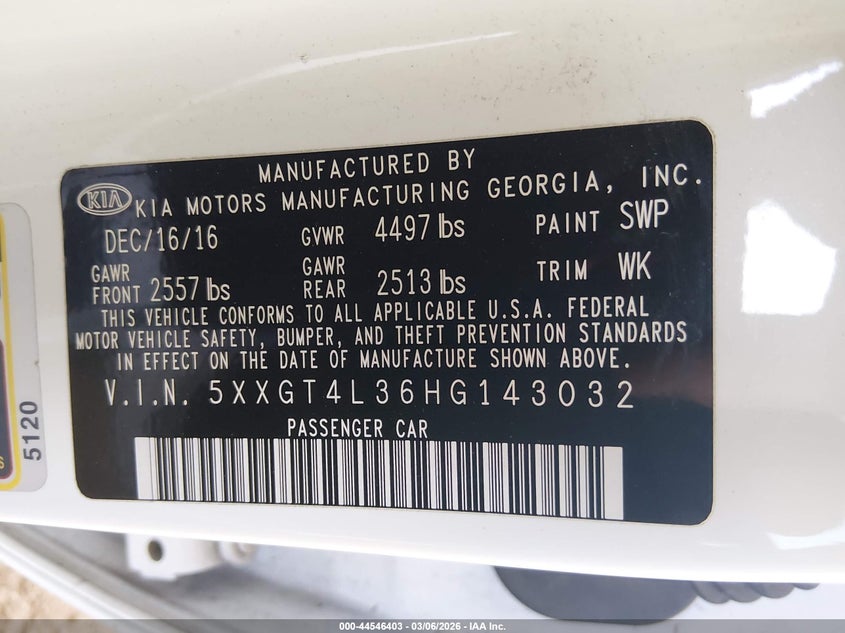 MANUFACTURED BY
KIA KIA MOTORS MANUFACTURING GEORGIA, INC.
DEC/16/16 GVWR 4497 lbs PAINT SWP
GAWR FRONT 2557 lbs GAWR REAR 2513 lbs TRIM WK
THIS VEHICLE CONFORMS TO ALL APPLICABLE U.S.A. FEDERAL
MOTOR VEHICLE SAFETY, BUMPER, AND THEFT PREVENTION STANDARDS
IN EFFECT ON THE DATE OF MANUFACTURE SHOWN ABOVE.
V.I.N. 5XXGT4L36HG143032
PASSENGER CAR
5120
000-44546403 - 03/06/2026 - IAA Inc.